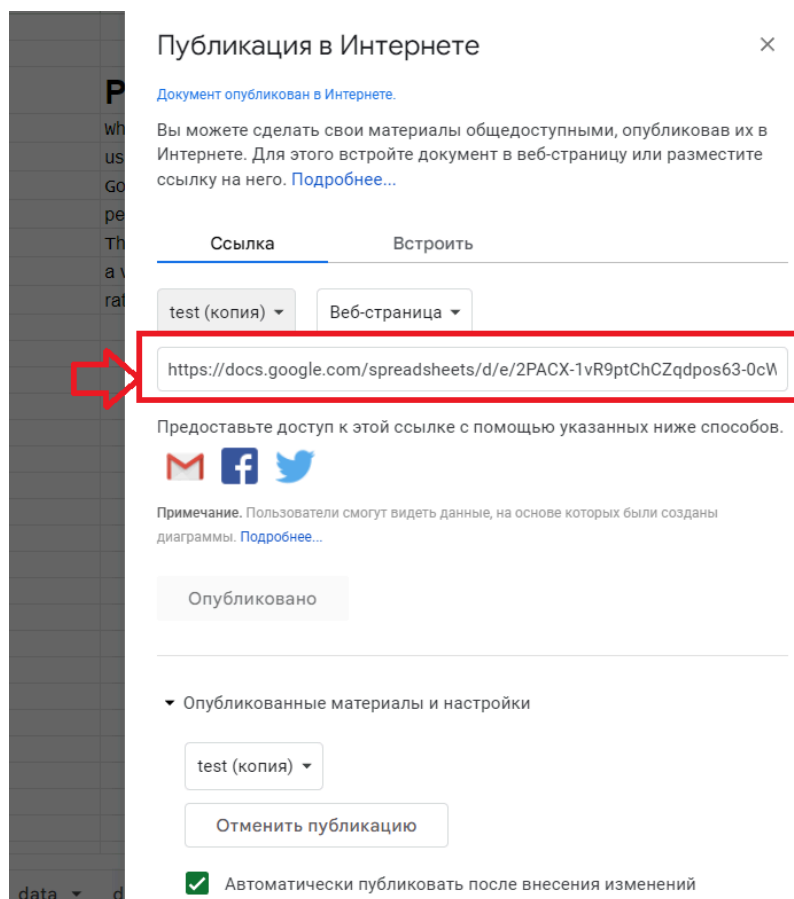 Публикация в Интернете
Документ опубликован в Интернете.
Вы можете сделать свои материалы общедоступными, опубликовав их в
Интернете. Для этого встройте документ в веб-страницу или разместите
ссылку на него. Подробнее...
Ссылка Встроить
test (копия) Веб-страница
https://docs.google.com/spreadsheets/d/e/2PACX-1vR9ptChCZqdpos63-0cW
Предоставьте доступ к этой ссылке с помощью указанных ниже способов.
Примечание. Пользователи смогут видеть данные, на основе которых были созданы
диаграммы. Подробнее...
Опубликовано
Опубликованные материалы и настройки
test (копия)
Отменить публикацию
Автоматически публиковать после внесения изменений
data